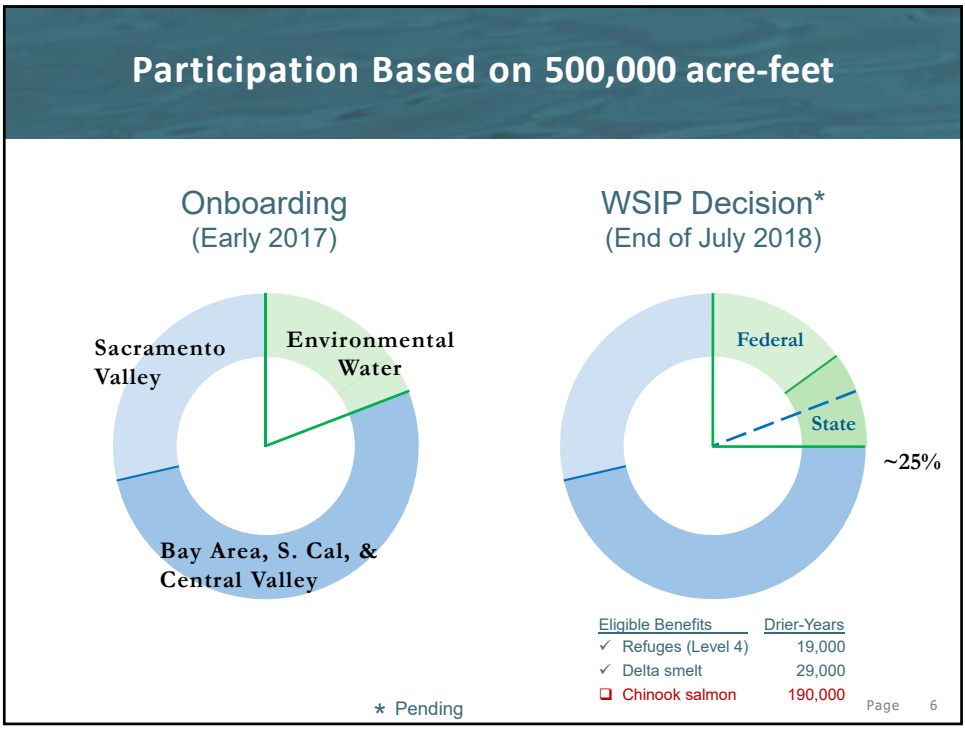 Participation Based on 500,000 acre-feet
Onboarding
(Early 2017)
Sacramento
Valley
Environmental
Water
Bay Area, S. Cal, &
Central Valley
WSIP Decision*
(End of July 2018)
Federal
State
~25%
Eligible Benefits Drier-Years
✓ Refuges (Level 4) 19,000
✓ Delta smelt 29,000
❑ Chinook salmon 190,000
* Pending
Page 6